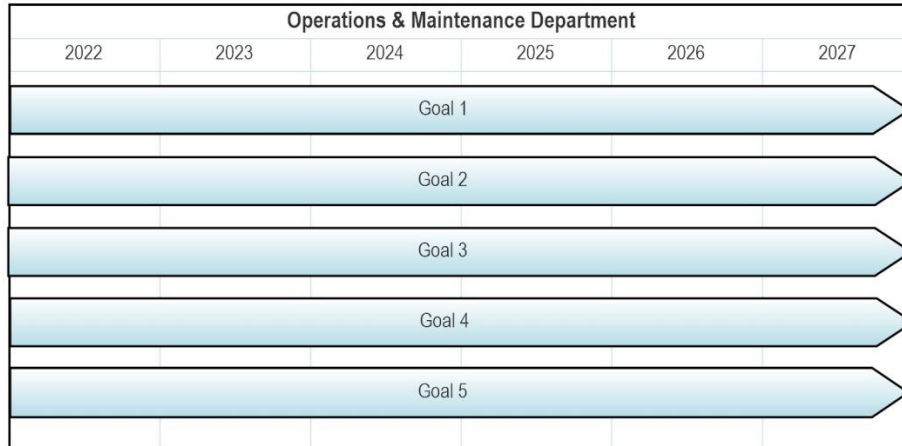 Operations & Maintenance Department
2022 2023 2024 2025 2026 2027
Goal 1
Goal 2
Goal 3
Goal 4
Goal 5